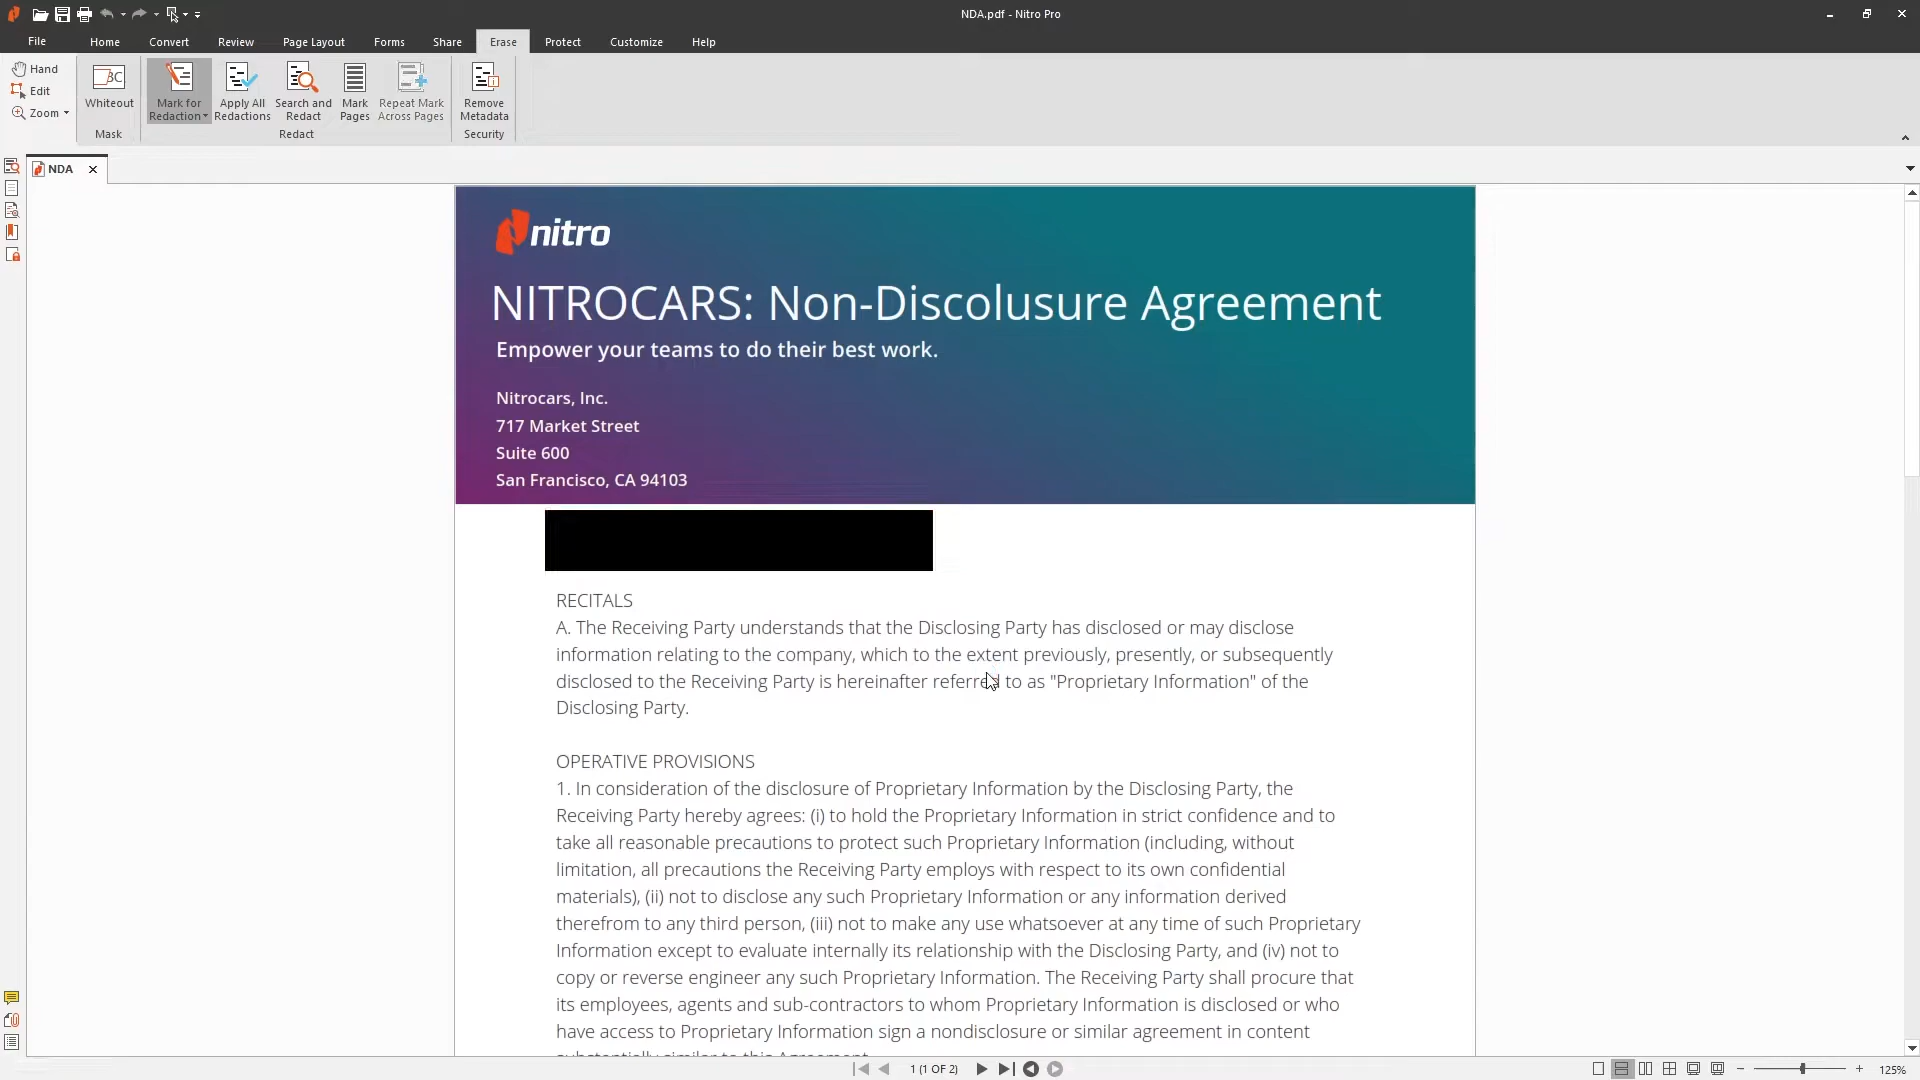 NDA.pdf - Nitro Pro
File
Home
Convert
Review
Page Layout
Forms
Share
Erase
Protect
Customize
Help
Hand
Edit
Zoom
Whiteout
Mask
Mark for
Redaction
Apply All
Redactions
Search and
Redact
Mark
Pages
Repeat Mark
Across Pages
Redact
Remove
Metadata
Security
NDA
nitro
NITROCARS: Non-Discolusure Agreement
Empower your teams to do their best work.
Nitrocars, Inc.
717 Market Street
Suite 600
San Francisco, CA 94103
RECITALS
A. The Receiving Party understands that the Disclosing Party has disclosed or may disclose
information relating to the company, which to the extent previously, presently, or subsequently
disclosed to the Receiving Party is hereinafter referred to as "Proprietary Information" of the
Disclosing Party.
OPERATIVE PROVISIONS
1. In consideration of the disclosure of Proprietary Information by the Disclosing Party, the
Receiving Party hereby agrees: (i) to hold the Proprietary Information in strict confidence and to
take all reasonable precautions to protect such Proprietary Information (including, without
limitation, all precautions the Receiving Party employs with respect to its own confidential
materials), (ii) not to disclose any such Proprietary Information or any information derived
therefrom to any third person, (iii) not to make any use whatsoever at any time of such Proprietary
Information except to evaluate internally its relationship with the Disclosing Party, and (iv) not to
copy or reverse engineer any such Proprietary Information. The Receiving Party shall procure that
its employees, agents and sub-contractors to whom Proprietary Information is disclosed or who
have access to Proprietary Information sign a nondisclosure or similar agreement in content
substantially similar to this Agreement.
1 (1 OF 2)
125%